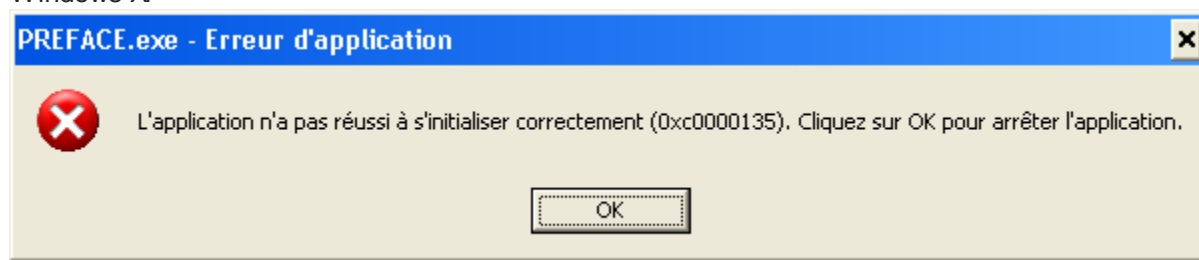 PREFACE.exe - Erreur d'application
L'application n'a pas réussi à s'initialiser correctement (0xc0000135). Cliquez sur OK pour arrêter l'application.
OK